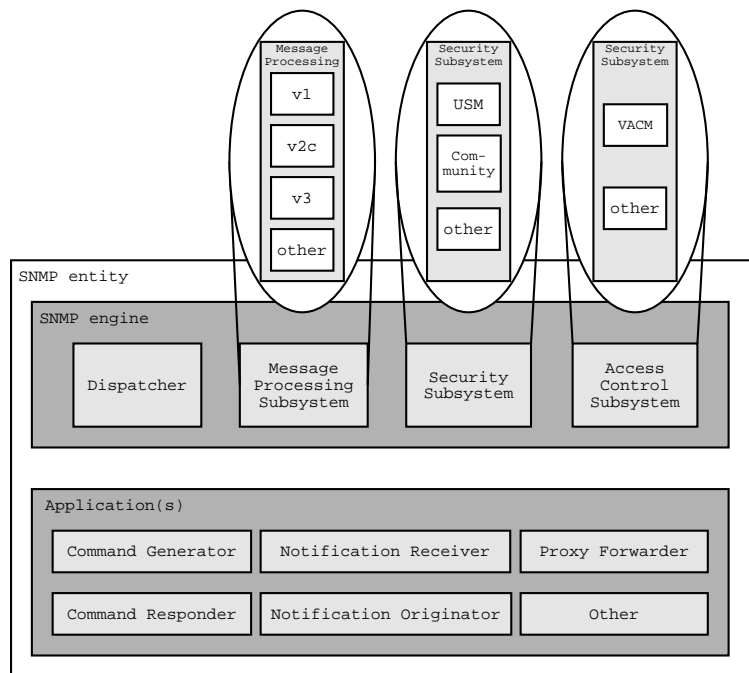 Message
Processing
v1
v2c
v3
other
Security
Subsystem
USM
Com-
munity
other
Security
Subsystem
VACM
other
SNMP entity
SNMP engine
Dispatcher
Message
Processing
Subsystem
Security
Subsystem
Access
Control
Subsystem
Application(s)
Command Generator
Notification Receiver
Proxy Forwarder
Command Responder
Notification Originator
Other